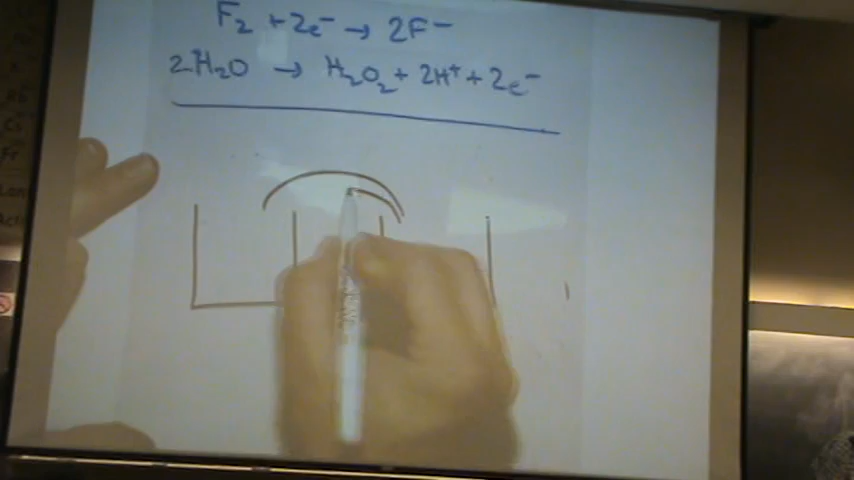 F₂ + 2e⁻ → 2F⁻
2H₂O → H₂O₂ + 2H⁺ + 2e⁻